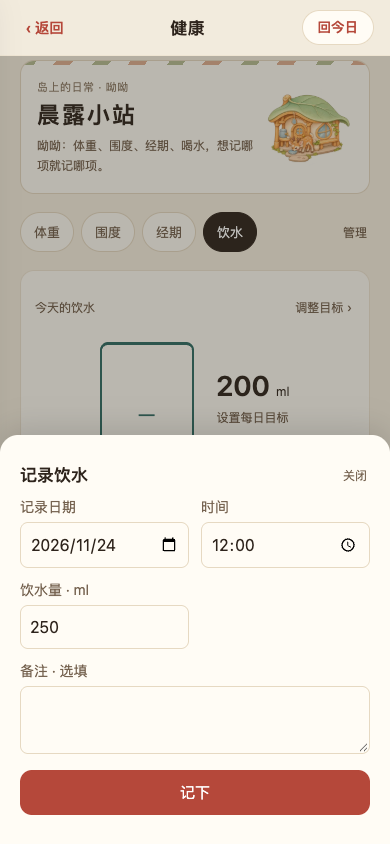 ‹ 返回
健康
回今日
岛上的日常 · 呦呦
晨露小站
呦呦：体重、围度、经期、喝水，想记哪
项就记哪项。
体重
围度
经期
饮水
管理
今天的饮水
调整目标 ›
—
200 ml
设置每日目标
记录饮水
关闭
记录日期
时间
2026/11/24
12:00
饮水量 · ml
250
备注 · 选填
记下